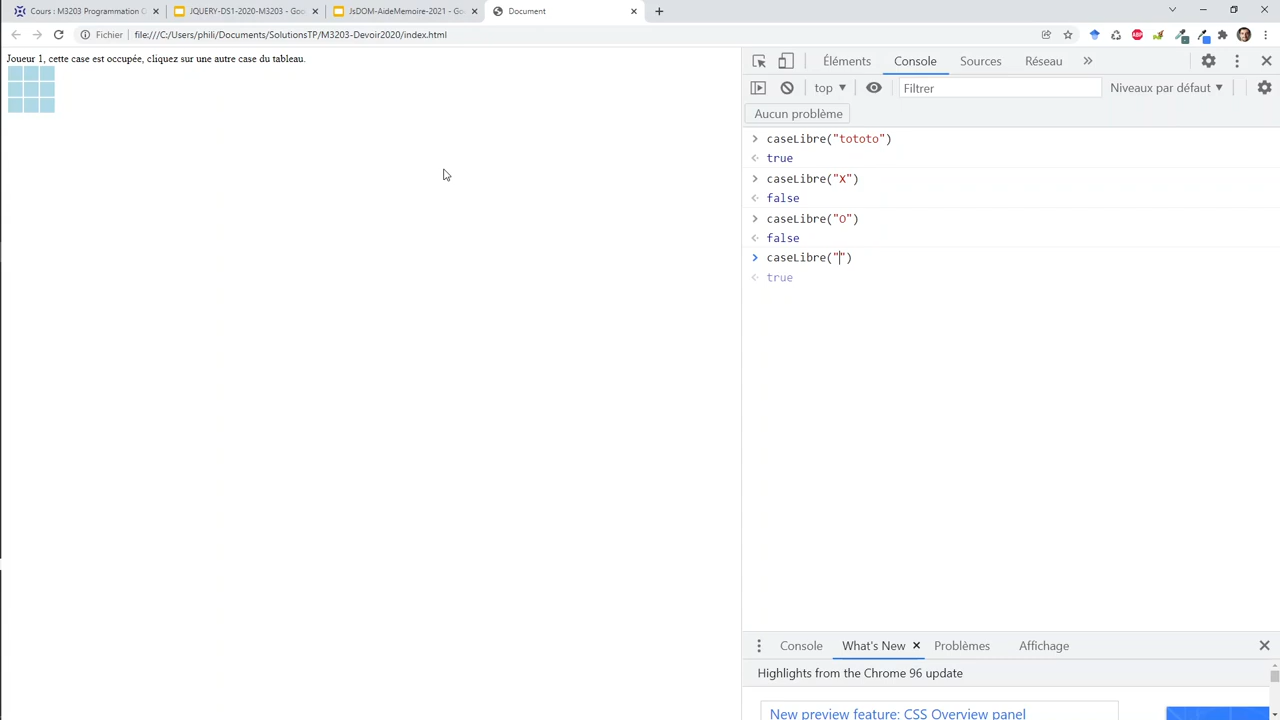 Cours : M3203 Programmation C
JQUERY-DS1-2020-M3203 - Goo
JsDOM-AideMemoire-2021 - Goo
Document
Fichier
file:///C:/Users/phili/Documents/SolutionsTP/M3203-Devoir2020/index.html
Joueur 1, cette case est occupée, cliquez sur une autre case du tableau.
Éléments
Console
Sources
Réseau
»
top ▼
Filtrer
Niveaux par défaut ▼
Aucun problème
> caseLibre("tototo")
true
> caseLibre("X")
false
> caseLibre("O")
false
> caseLibre("")
true
Console
What's New
Problèmes
Affichage
Highlights from the Chrome 96 update
New preview feature: CSS Overview panel